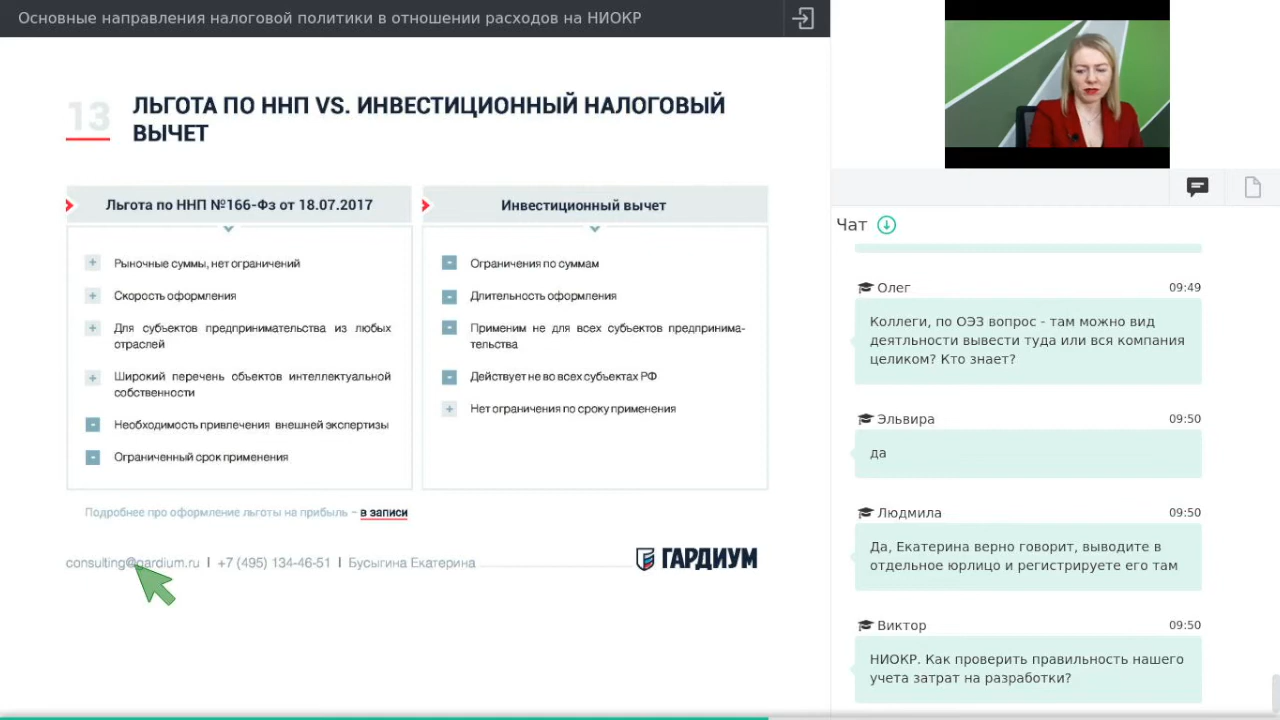 Основные направления налоговой политики в отношении расходов на НИОКР
13
ЛЬГОТА ПО ННП VS. ИНВЕСТИЦИОННЫЙ НАЛОГОВЫЙ
ВЫЧЕТ
Льгота по ННП №166-Фз от 18.07.2017
+ Рыночные суммы, нет ограничений
+ Скорость оформления
+ Для субъектов предпринимательства из любых
отраслей
+ Широкий перечень объектов интеллектуальной
собственности
- Необходимость привлечения внешней экспертизы
- Ограниченный срок применения
Инвестиционный вычет
- Ограничения по суммам
- Длительность оформления
- Применим не для всех субъектов предпринима-
тельства
- Действует не во всех субъектах РФ
+ Нет ограничения по сроку применения
Подробнее про оформление льготы на прибыль – в записи
consulting@gardium.ru I +7 (495) 134-46-51 I Бусыгина Екатерина
ГАРДИУМ
Чат
Олег 09:49
Коллеги, по ОЭЗ вопрос - там можно вид
деятльности вывести туда или вся компания
целиком? Кто знает?
Эльвира 09:50
да
Людмила 09:50
Да, Екатерина верно говорит, выводите в
отдельное юрлицо и регистрируете его там
Виктор 09:50
НИОКР. Как проверить правильность нашего
учета затрат на разработки?